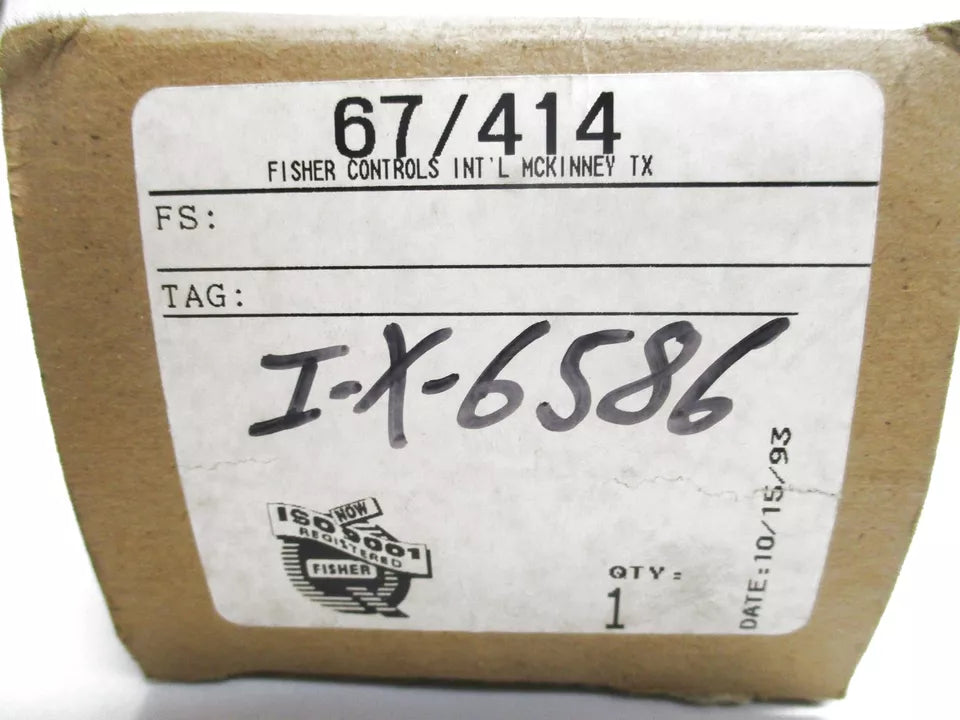 67/414
FISHER CONTROLS INT'L MCKINNEY TX
FS:
TAG:
I-X-6586
NOW
ISO 9001
REGISTERED
FISHER
QTY:
1
DATE:10/15/93